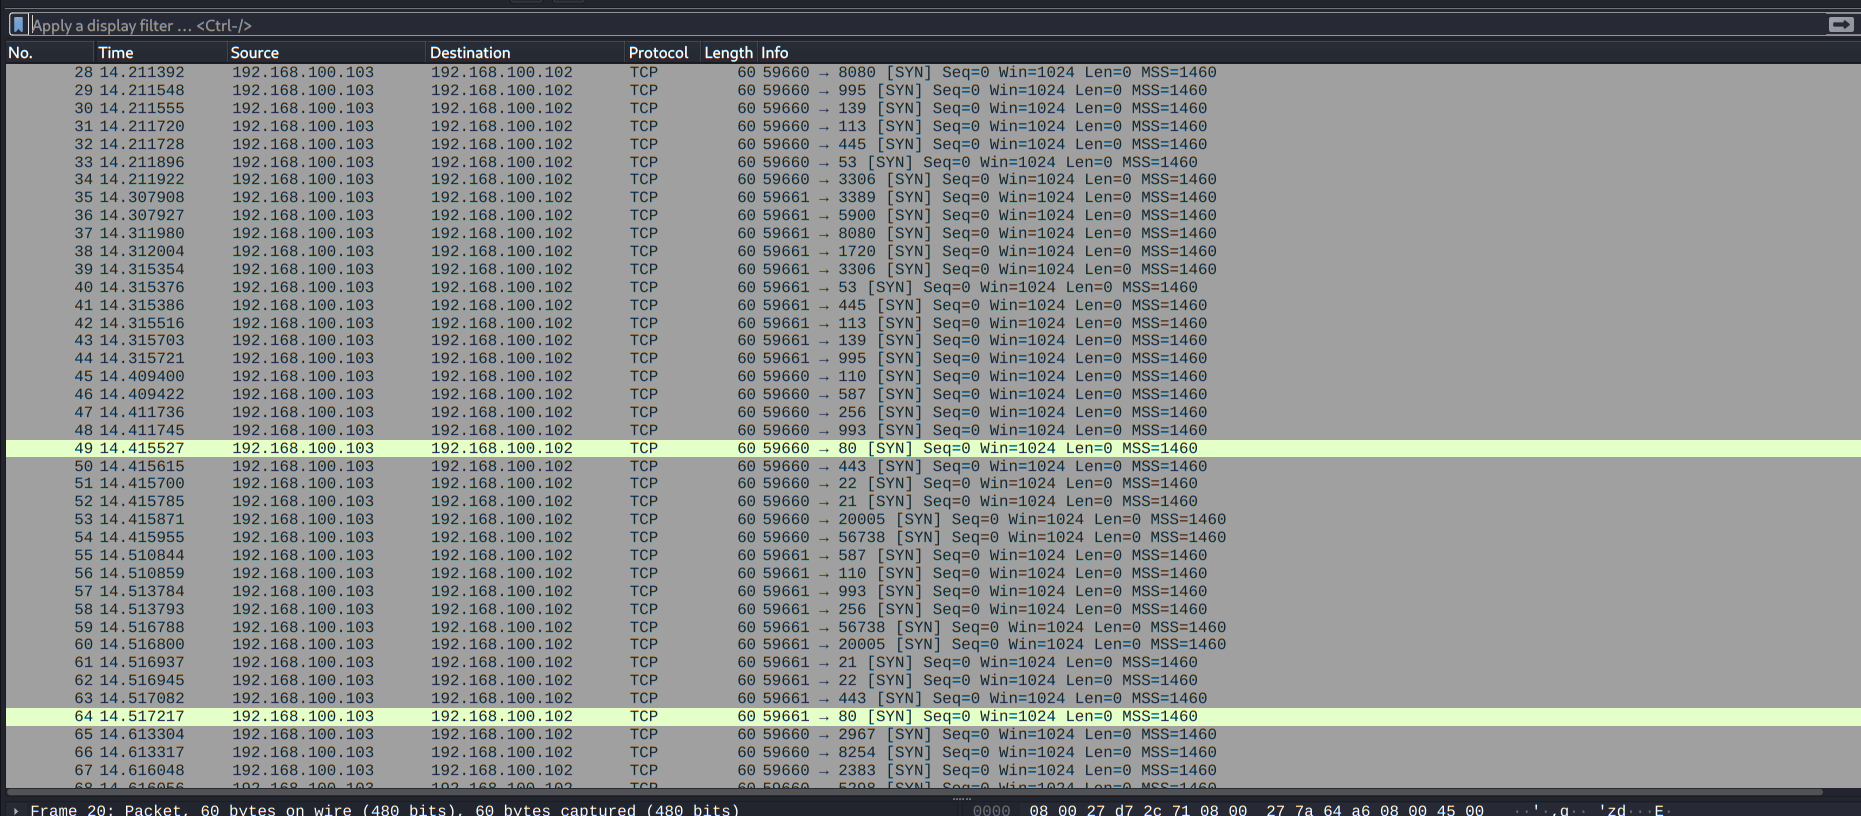 Apply a display filter ... <Ctrl-/>
No. Time Source Destination Protocol Length Info
28 14.211392 192.168.100.103 192.168.100.102 TCP 60 59660 → 8080 [SYN] Seq=0 Win=1024 Len=0 MSS=1460
29 14.211548 192.168.100.103 192.168.100.102 TCP 60 59660 → 995 [SYN] Seq=0 Win=1024 Len=0 MSS=1460
30 14.211555 192.168.100.103 192.168.100.102 TCP 60 59660 → 139 [SYN] Seq=0 Win=1024 Len=0 MSS=1460
31 14.211720 192.168.100.103 192.168.100.102 TCP 60 59660 → 113 [SYN] Seq=0 Win=1024 Len=0 MSS=1460
32 14.211728 192.168.100.103 192.168.100.102 TCP 60 59660 → 445 [SYN] Seq=0 Win=1024 Len=0 MSS=1460
33 14.211896 192.168.100.103 192.168.100.102 TCP 60 59660 → 53 [SYN] Seq=0 Win=1024 Len=0 MSS=1460
34 14.211922 192.168.100.103 192.168.100.102 TCP 60 59660 → 3306 [SYN] Seq=0 Win=1024 Len=0 MSS=1460
35 14.307908 192.168.100.103 192.168.100.102 TCP 60 59661 → 3389 [SYN] Seq=0 Win=1024 Len=0 MSS=1460
36 14.307927 192.168.100.103 192.168.100.102 TCP 60 59661 → 5900 [SYN] Seq=0 Win=1024 Len=0 MSS=1460
37 14.311980 192.168.100.103 192.168.100.102 TCP 60 59661 → 8080 [SYN] Seq=0 Win=1024 Len=0 MSS=1460
38 14.312004 192.168.100.103 192.168.100.102 TCP 60 59661 → 1720 [SYN] Seq=0 Win=1024 Len=0 MSS=1460
39 14.315354 192.168.100.103 192.168.100.102 TCP 60 59661 → 3306 [SYN] Seq=0 Win=1024 Len=0 MSS=1460
40 14.315376 192.168.100.103 192.168.100.102 TCP 60 59661 → 53 [SYN] Seq=0 Win=1024 Len=0 MSS=1460
41 14.315386 192.168.100.103 192.168.100.102 TCP 60 59661 → 445 [SYN] Seq=0 Win=1024 Len=0 MSS=1460
42 14.315516 192.168.100.103 192.168.100.102 TCP 60 59661 → 113 [SYN] Seq=0 Win=1024 Len=0 MSS=1460
43 14.315703 192.168.100.103 192.168.100.102 TCP 60 59661 → 139 [SYN] Seq=0 Win=1024 Len=0 MSS=1460
44 14.315721 192.168.100.103 192.168.100.102 TCP 60 59661 → 995 [SYN] Seq=0 Win=1024 Len=0 MSS=1460
45 14.409400 192.168.100.103 192.168.100.102 TCP 60 59660 → 110 [SYN] Seq=0 Win=1024 Len=0 MSS=1460
46 14.409422 192.168.100.103 192.168.100.102 TCP 60 59660 → 587 [SYN] Seq=0 Win=1024 Len=0 MSS=1460
47 14.411736 192.168.100.103 192.168.100.102 TCP 60 59660 → 256 [SYN] Seq=0 Win=1024 Len=0 MSS=1460
48 14.411745 192.168.100.103 192.168.100.102 TCP 60 59660 → 993 [SYN] Seq=0 Win=1024 Len=0 MSS=1460
49 14.415527 192.168.100.103 192.168.100.102 TCP 60 59660 → 80 [SYN] Seq=0 Win=1024 Len=0 MSS=1460
50 14.415615 192.168.100.103 192.168.100.102 TCP 60 59660 → 443 [SYN] Seq=0 Win=1024 Len=0 MSS=1460
51 14.415700 192.168.100.103 192.168.100.102 TCP 60 59660 → 22 [SYN] Seq=0 Win=1024 Len=0 MSS=1460
52 14.415785 192.168.100.103 192.168.100.102 TCP 60 59660 → 21 [SYN] Seq=0 Win=1024 Len=0 MSS=1460
53 14.415871 192.168.100.103 192.168.100.102 TCP 60 59660 → 20005 [SYN] Seq=0 Win=1024 Len=0 MSS=1460
54 14.415955 192.168.100.103 192.168.100.102 TCP 60 59660 → 56738 [SYN] Seq=0 Win=1024 Len=0 MSS=1460
55 14.510844 192.168.100.103 192.168.100.102 TCP 60 59661 → 587 [SYN] Seq=0 Win=1024 Len=0 MSS=1460
56 14.510859 192.168.100.103 192.168.100.102 TCP 60 59661 → 110 [SYN] Seq=0 Win=1024 Len=0 MSS=1460
57 14.513784 192.168.100.103 192.168.100.102 TCP 60 59661 → 993 [SYN] Seq=0 Win=1024 Len=0 MSS=1460
58 14.513793 192.168.100.103 192.168.100.102 TCP 60 59661 → 256 [SYN] Seq=0 Win=1024 Len=0 MSS=1460
59 14.516788 192.168.100.103 192.168.100.102 TCP 60 59661 → 56738 [SYN] Seq=0 Win=1024 Len=0 MSS=1460
60 14.516800 192.168.100.103 192.168.100.102 TCP 60 59661 → 20005 [SYN] Seq=0 Win=1024 Len=0 MSS=1460
61 14.516937 192.168.100.103 192.168.100.102 TCP 60 59661 → 21 [SYN] Seq=0 Win=1024 Len=0 MSS=1460
62 14.516945 192.168.100.103 192.168.100.102 TCP 60 59661 → 22 [SYN] Seq=0 Win=1024 Len=0 MSS=1460
63 14.517082 192.168.100.103 192.168.100.102 TCP 60 59661 → 443 [SYN] Seq=0 Win=1024 Len=0 MSS=1460
64 14.517217 192.168.100.103 192.168.100.102 TCP 60 59661 → 80 [SYN] Seq=0 Win=1024 Len=0 MSS=1460
65 14.613304 192.168.100.103 192.168.100.102 TCP 60 59660 → 2967 [SYN] Seq=0 Win=1024 Len=0 MSS=1460
66 14.613317 192.168.100.103 192.168.100.102 TCP 60 59660 → 8254 [SYN] Seq=0 Win=1024 Len=0 MSS=1460
67 14.616048 192.168.100.103 192.168.100.102 TCP 60 59660 → 2383 [SYN] Seq=0 Win=1024 Len=0 MSS=1460
68 14.616056 192.168.100.103 192.168.100.102 TCP 60 59660 → 5298 [SYN] Seq=0 Win=1024 Len=0 MSS=1460
Frame 20: Packet, 60 bytes on wire (480 bits), 60 bytes captured (480 bits)
0000 08 00 27 d7 2c 71 08 00 27 7a 64 a6 08 00 45 00 ··'·,q·· 'zd···E·